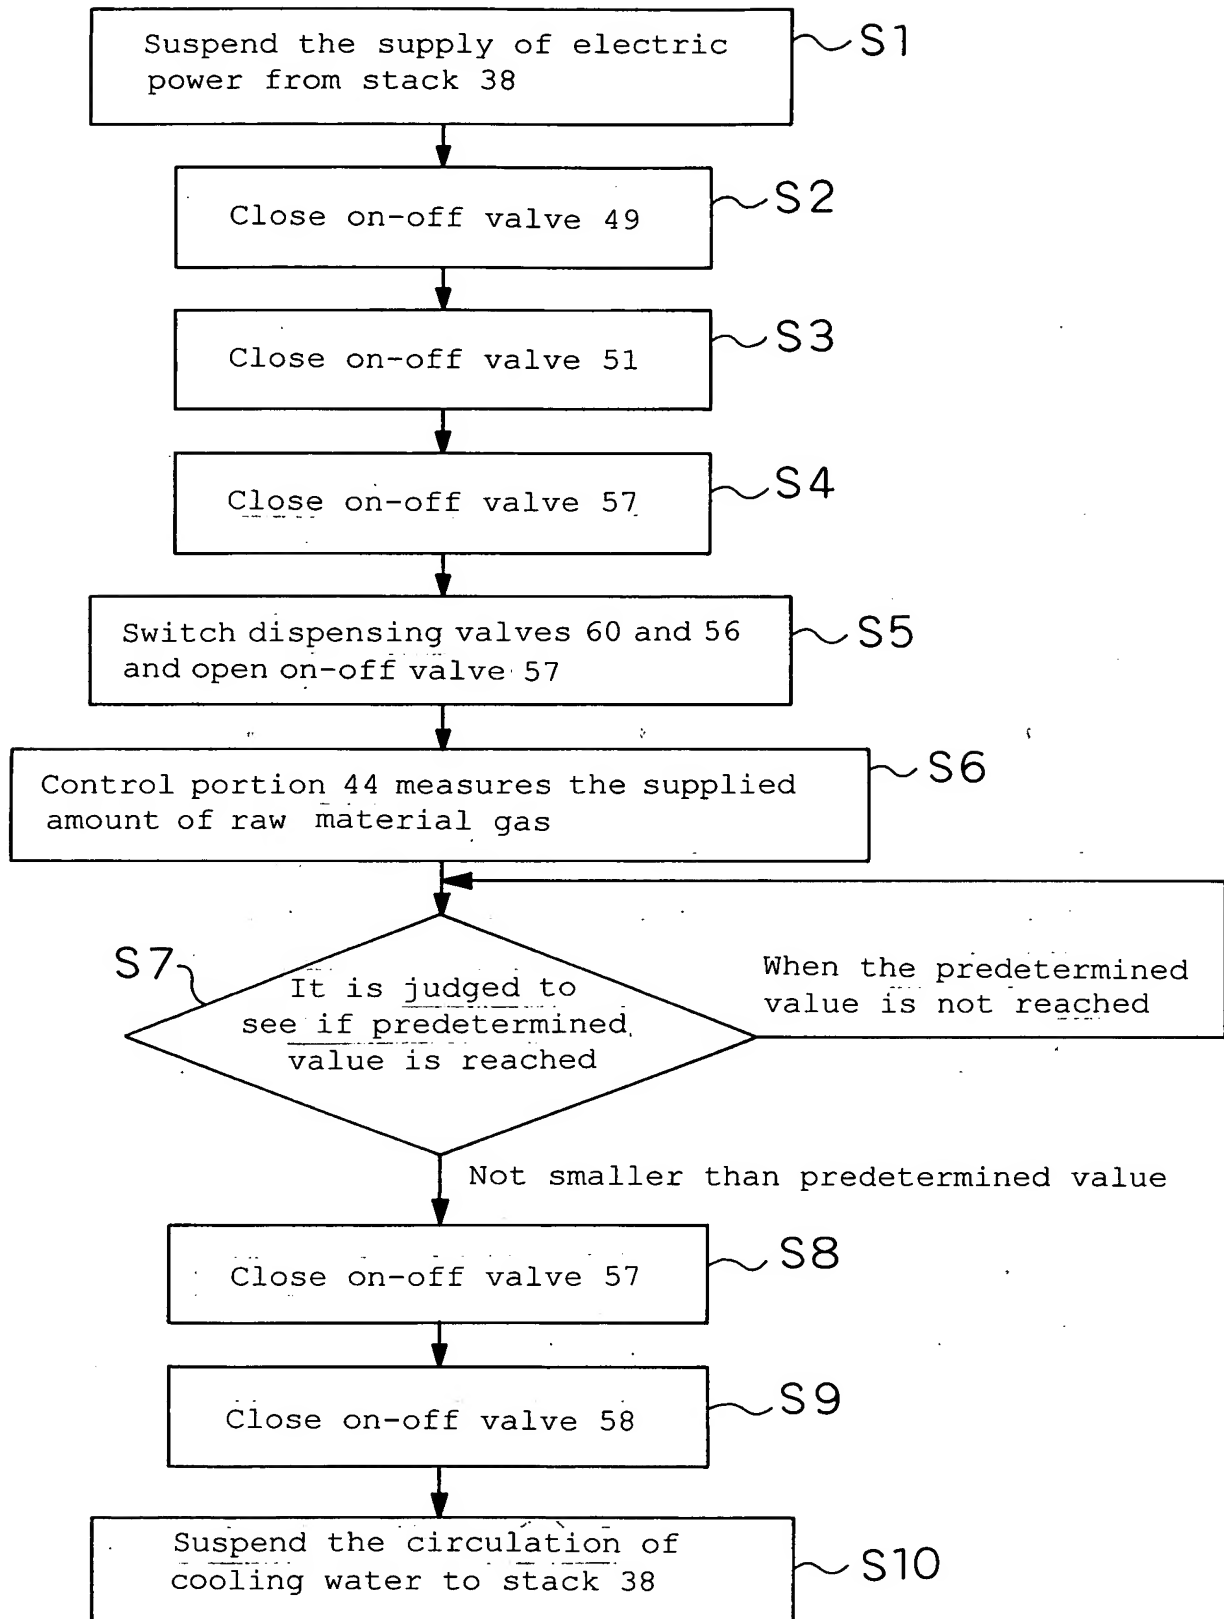 Suspend the supply of electric
power from stack 38
S1
Close on-off valve 49
S2
Close on-off valve 51
S3
Close on-off valve 57
S4
Switch dispensing valves 60 and 56
and open on-off valve 57
S5
Control portion 44 measures the supplied
amount of raw material gas
S6
S7
It is judged to
see if predetermined
value is reached
When the predetermined
value is not reached
Not smaller than predetermined value
Close on-off valve 57
S8
Close on-off valve 58
S9
Suspend the circulation of
cooling water to stack 38
S10